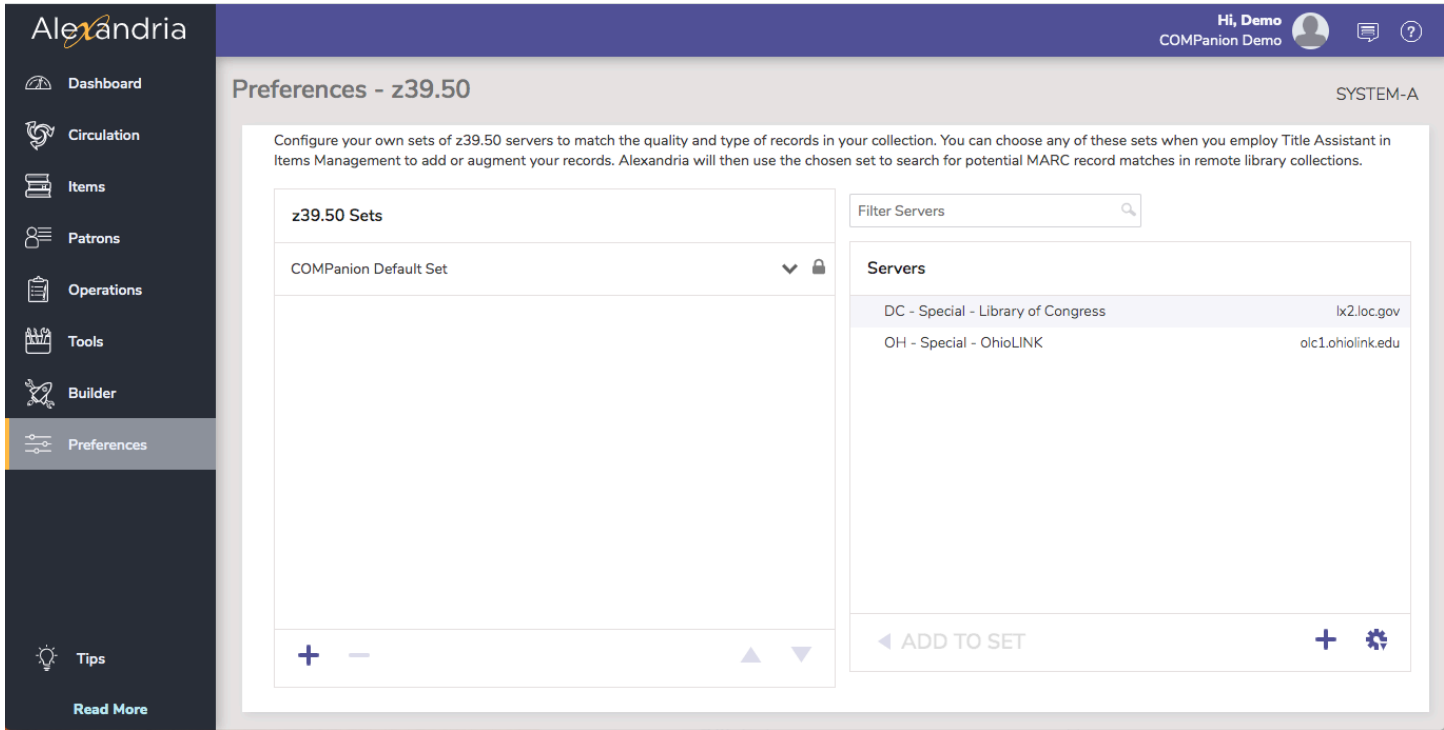 Alexandria
Hi, Demo
COMPanion Demo
Dashboard
Circulation
Items
Patrons
Operations
Tools
Builder
Preferences
Tips
Read More
Preferences - z39.50
SYSTEM-A
Configure your own sets of z39.50 servers to match the quality and type of records in your collection. You can choose any of these sets when you employ Title Assistant in
Items Management to add or augment your records. Alexandria will then use the chosen set to search for potential MARC record matches in remote library collections.
z39.50 Sets
COMPanion Default Set
Filter Servers
Servers
DC - Special - Library of Congress lx2.loc.gov
OH - Special - OhioLINK olc1.ohiolink.edu
ADD TO SET